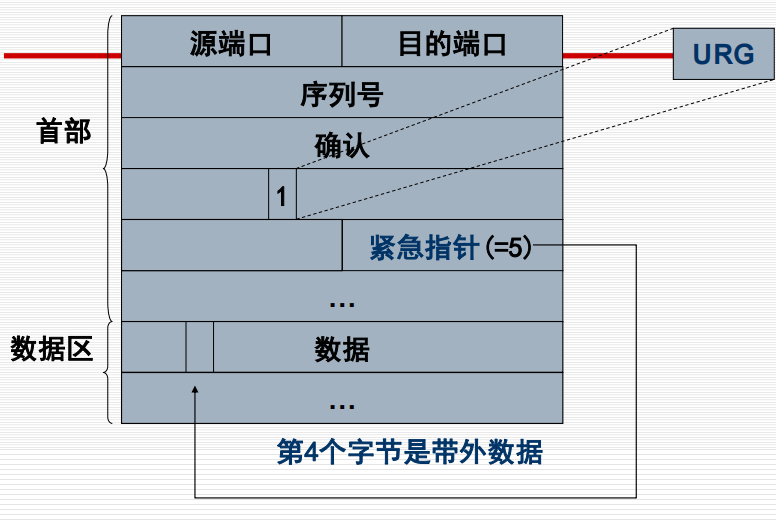 源端口 目的端口 URG
序列号
首部
确认
1
紧急指针(=5)
...
数据区 数据
...
第4个字节是带外数据